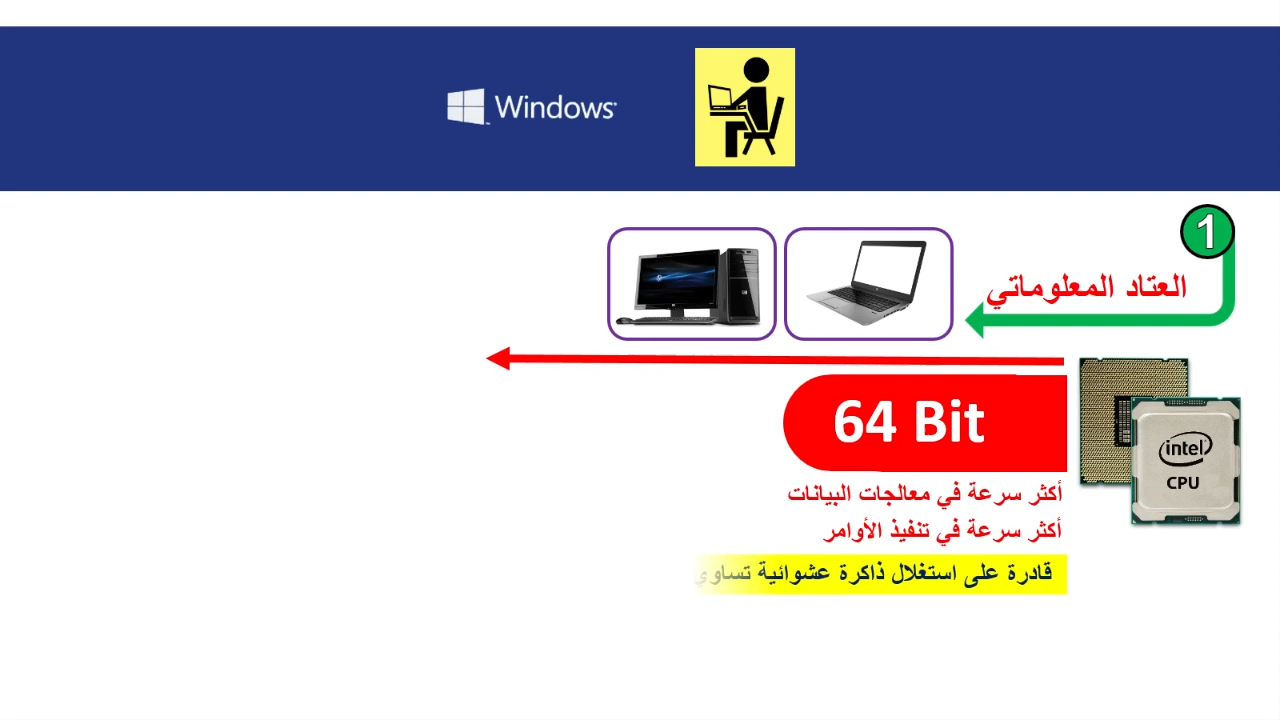 Windows
1
العتاد المعلوماتي
64 Bit
intel
CPU
أكثر سرعة في معالجات البيانات
أكثر سرعة في تنفيذ الأوامر
قادرة على استغلال ذاكرة عشوائية تساوي